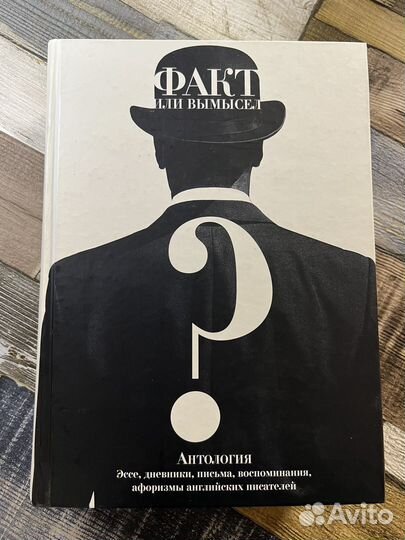 ФАКТ
ИЛИ ВЫМЫСЕЛ
?
Антология
Эссе, дневники, письма, воспоминания,
афоризмы английских писателей
Avito